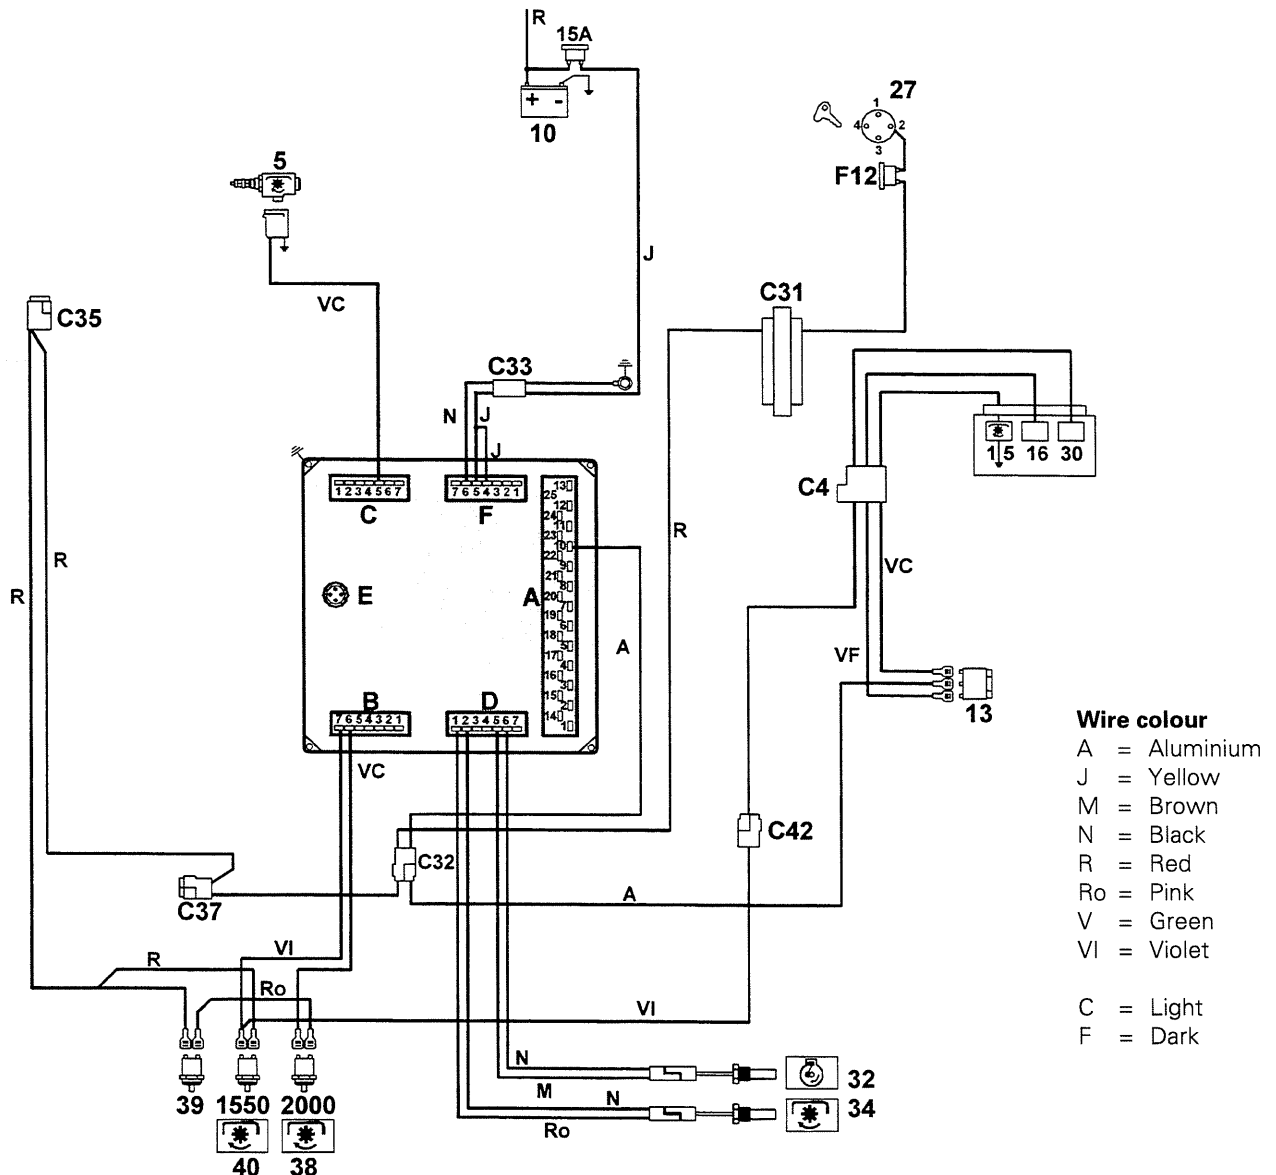 R
15A
+ -
10
27
1
4 2
3
F12
5
J
VC
C31
C35
C33
N
J
J
1 5 16 30
C4
1234567
C
7654321
F
13
25
12
24
11
23
10
22
9
21
8
20
7
19
6
18
5
17
4
16
3
15
2
14
1
R
R
R
E
A
A
VC
VF
13
B
7654321
D
1234567
VC
C42
C32
C37
A
VI
R
Ro
VI
N
M
N
Ro
32
34
39 1550 2000
40 38
Wire colour
A = Aluminium
J = Yellow
M = Brown
N = Black
R = Red
Ro = Pink
V = Green
VI = Violet
C = Light
F = Dark